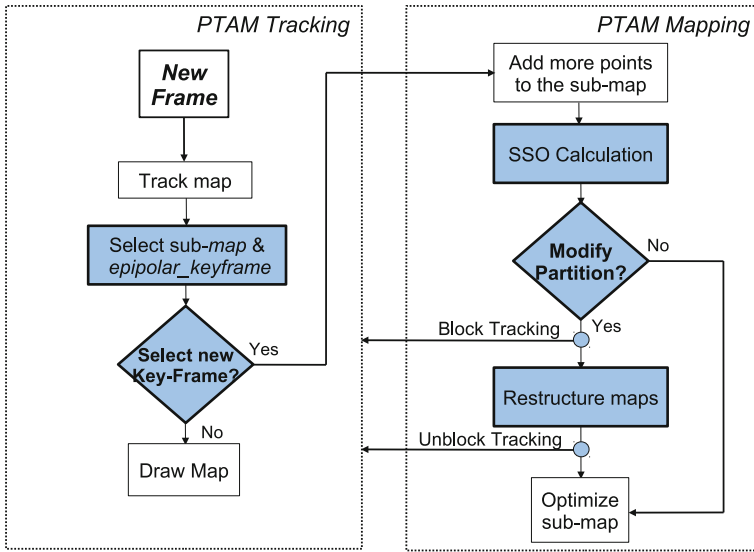 PTAM Tracking
New
Frame
Track map
Select sub-map &
epipolar_keyframe
Select new
Key-Frame?
Yes
No
Draw Map
PTAM Mapping
Add more points
to the sub-map
SSO Calculation
Modify
Partition?
No
Yes
Block Tracking
Restructure maps
Unblock Tracking
Optimize
sub-map